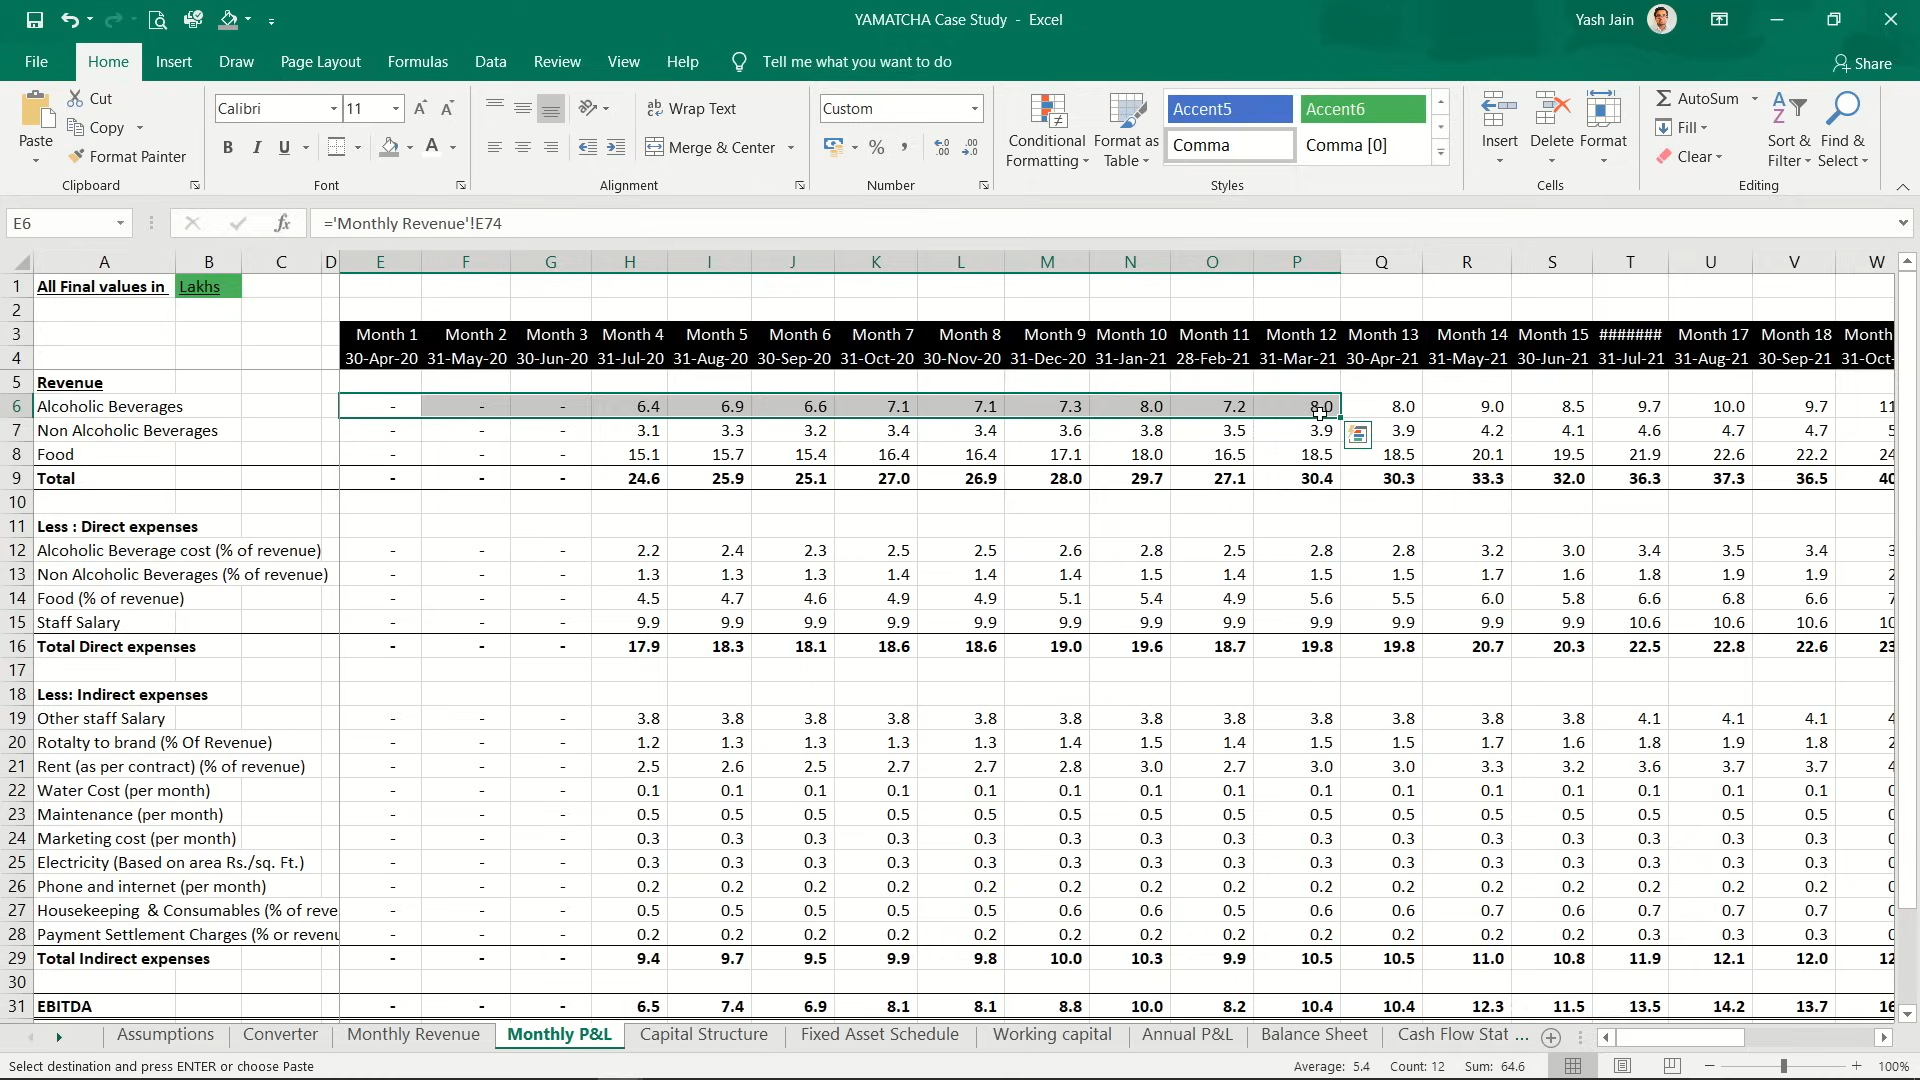 YAMATCHA Case Study - Excel
Yash Jain
File Home Insert Draw Page Layout Formulas Data Review View Help Tell me what you want to do Share
Paste
Cut
Copy
Format Painter
Clipboard
Calibri 11
B I U
Font
Wrap Text
Merge & Center
Alignment
Custom
Number
Conditional Formatting
Format as Table
Accent5 Accent6
Comma Comma [0]
Styles
Insert Delete Format
Cells
AutoSum
Fill
Clear
Sort & Filter
Find & Select
Editing
E6 fx ='Monthly Revenue'!E74
A B C D E F G H I J K L M N O P Q R S T U V W
1 All Final values in Lakhs
2
3 Month 1 Month 2 Month 3 Month 4 Month 5 Month 6 Month 7 Month 8 Month 9 Month 10 Month 11 Month 12 Month 13 Month 14 Month 15 ####### Month 17 Month 18 Month
4 30-Apr-20 31-May-20 30-Jun-20 31-Jul-20 31-Aug-20 30-Sep-20 31-Oct-20 30-Nov-20 31-Dec-20 31-Jan-21 28-Feb-21 31-Mar-21 30-Apr-21 31-May-21 30-Jun-21 31-Jul-21 31-Aug-21 30-Sep-21 31-Oct-
5 Revenue
6 Alcoholic Beverages - - - 6.4 6.9 6.6 7.1 7.1 7.3 8.0 7.2 8.0 8.0 9.0 8.5 9.7 10.0 9.7 11
7 Non Alcoholic Beverages - - - 3.1 3.3 3.2 3.4 3.4 3.6 3.8 3.5 3.9 3.9 4.2 4.1 4.6 4.7 4.7 5
8 Food - - - 15.1 15.7 15.4 16.4 16.4 17.1 18.0 16.5 18.5 18.5 20.1 19.5 21.9 22.6 22.2 24
9 Total - - - 24.6 25.9 25.1 27.0 26.9 28.0 29.7 27.1 30.4 30.3 33.3 32.0 36.3 37.3 36.5 40
10
11 Less : Direct expenses
12 Alcoholic Beverage cost (% of revenue) - - - 2.2 2.4 2.3 2.5 2.5 2.6 2.8 2.5 2.8 2.8 3.2 3.0 3.4 3.5 3.4
13 Non Alcoholic Beverages (% of revenue) - - - 1.3 1.3 1.3 1.4 1.4 1.4 1.5 1.4 1.5 1.5 1.7 1.6 1.8 1.9 1.9
14 Food (% of revenue) - - - 4.5 4.7 4.6 4.9 4.9 5.1 5.4 4.9 5.6 5.5 6.0 5.8 6.6 6.8 6.6
15 Staff Salary - - - 9.9 9.9 9.9 9.9 9.9 9.9 9.9 9.9 9.9 9.9 9.9 9.9 10.6 10.6 10.6 10
16 Total Direct expenses - - - 17.9 18.3 18.1 18.6 18.6 19.0 19.6 18.7 19.8 19.8 20.7 20.3 22.5 22.8 22.6 23
17
18 Less: Indirect expenses
19 Other staff Salary - - - 3.8 3.8 3.8 3.8 3.8 3.8 3.8 3.8 3.8 3.8 3.8 3.8 4.1 4.1 4.1
20 Rotalty to brand (% Of Revenue) - - - 1.2 1.3 1.3 1.3 1.3 1.4 1.5 1.4 1.5 1.5 1.7 1.6 1.8 1.9 1.8
21 Rent (as per contract) (% of revenue) - - - 2.5 2.6 2.5 2.7 2.7 2.8 3.0 2.7 3.0 3.0 3.3 3.2 3.6 3.7 3.7
22 Water Cost (per month) - - - 0.1 0.1 0.1 0.1 0.1 0.1 0.1 0.1 0.1 0.1 0.1 0.1 0.1 0.1 0.1
23 Maintenance (per month) - - - 0.5 0.5 0.5 0.5 0.5 0.5 0.5 0.5 0.5 0.5 0.5 0.5 0.5 0.5 0.5
24 Marketing cost (per month) - - - 0.3 0.3 0.3 0.3 0.3 0.3 0.3 0.3 0.3 0.3 0.3 0.3 0.3 0.3 0.3
25 Electricity (Based on area Rs./sq. Ft.) - - - 0.3 0.3 0.3 0.3 0.3 0.3 0.3 0.3 0.3 0.3 0.3 0.3 0.3 0.3 0.3
26 Phone and internet (per month) - - - 0.2 0.2 0.2 0.2 0.2 0.2 0.2 0.2 0.2 0.2 0.2 0.2 0.2 0.2 0.2
27 Housekeeping & Consumables (% of reve - - - 0.5 0.5 0.5 0.5 0.5 0.6 0.6 0.5 0.6 0.6 0.7 0.6 0.7 0.7 0.7
28 Payment Settlement Charges (% or revenu - - - 0.2 0.2 0.2 0.2 0.2 0.2 0.2 0.2 0.2 0.2 0.2 0.2 0.3 0.3 0.3
29 Total Indirect expenses - - - 9.4 9.7 9.5 9.9 9.8 10.0 10.3 9.9 10.5 10.5 11.0 10.8 11.9 12.1 12.0 12
30
31 EBITDA - - - 6.5 7.4 6.9 8.1 8.1 8.8 10.0 8.2 10.4 10.4 12.3 11.5 13.5 14.2 13.7 16
Assumptions Converter Monthly Revenue Monthly P&L Capital Structure Fixed Asset Schedule Working capital Annual P&L Balance Sheet Cash Flow Stat ...
Select destination and press ENTER or choose Paste Average: 5.4 Count: 12 Sum: 64.6 100%